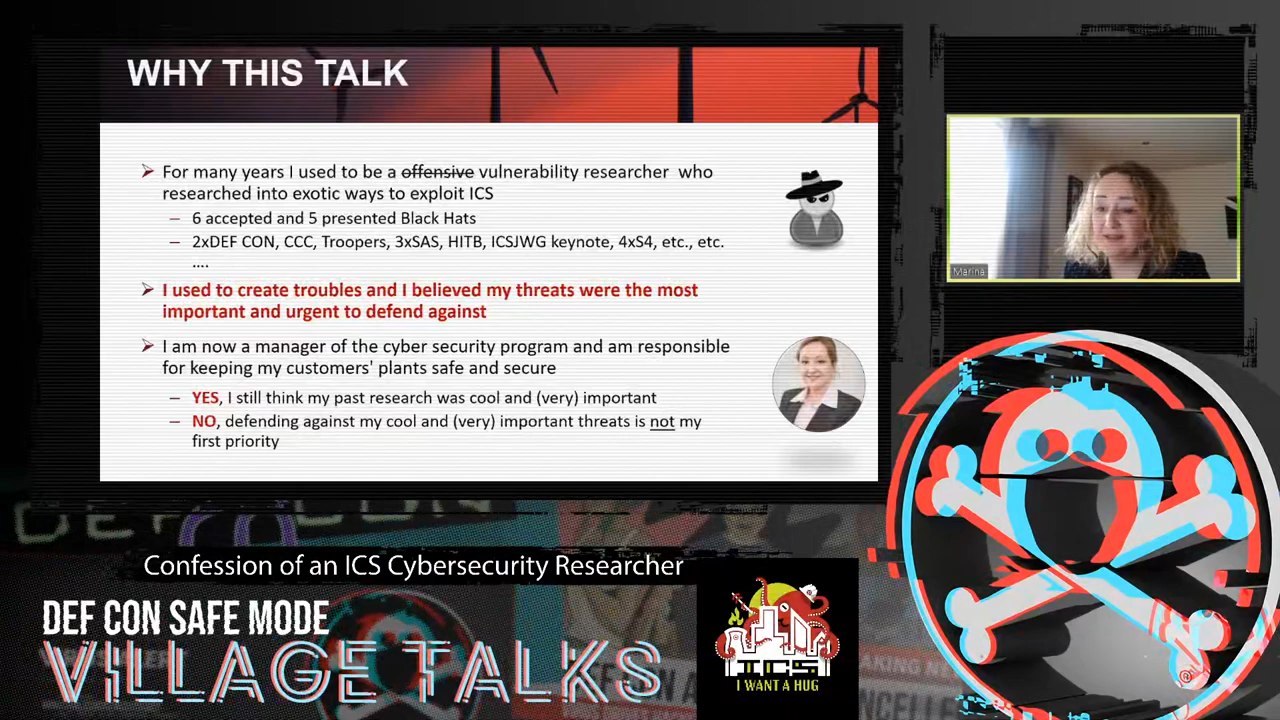 WHY THIS TALK
For many years I used to be a offensive vulnerability researcher who
researched into exotic ways to exploit ICS
– 6 accepted and 5 presented Black Hats
– 2xDEF CON, CCC, Troopers, 3xSAS, HITB, ICSJWG keynote, 4xS4, etc., etc.
....
I used to create troubles and I believed my threats were the most
important and urgent to defend against
I am now a manager of the cyber security program and am responsible
for keeping my customers' plants safe and secure
– YES, I still think my past research was cool and (very) important
– NO, defending against my cool and (very) important threats is not my
first priority
Marina
DEF CON
Confession of an ICS Cybersecurity Researcher
DEF CON SAFE MODE
VILLAGE TALKS
ICS
I WANT A HUG